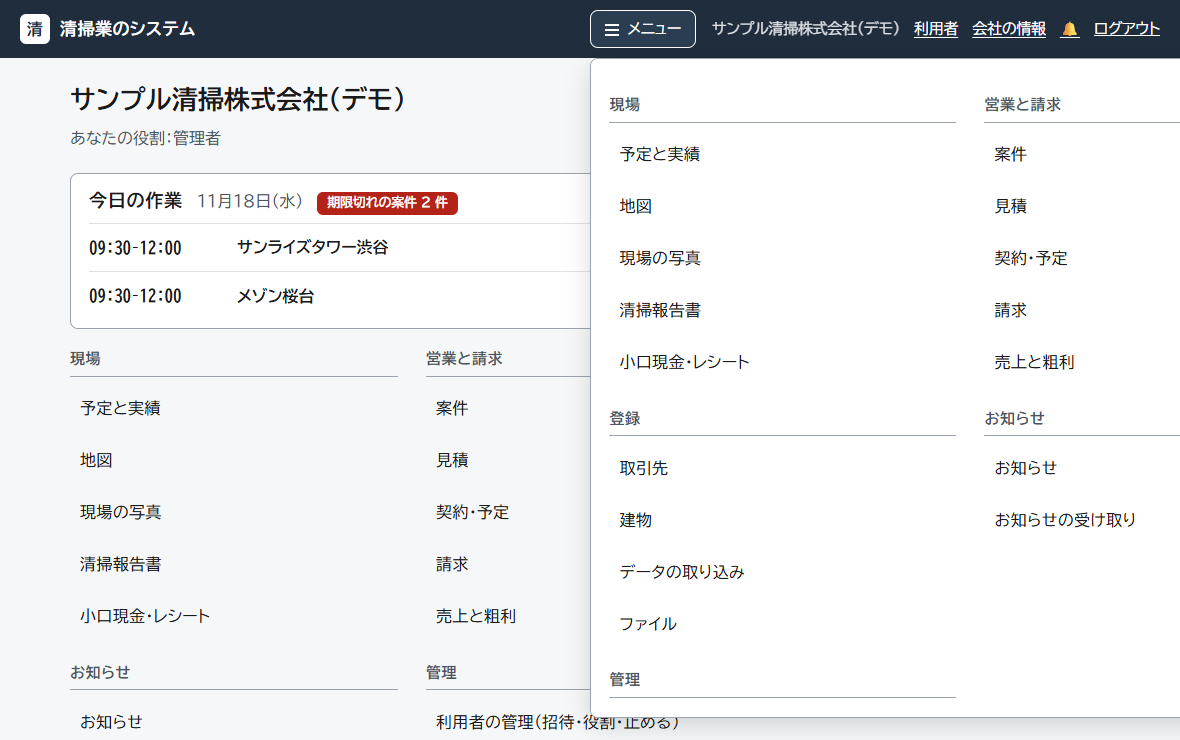 清 清掃業のシステム
メニュー サンプル清掃株式会社(デモ) 利用者 会社の情報 ログアウト
サンプル清掃株式会社(デモ)
あなたの役割:管理者
今日の作業 11月18日(水) 期限切れの案件 2 件
09:30-12:00 サンライズタワー渋谷
09:30-12:00 メゾン桜台
現場
予定と実績
地図
現場の写真
清掃報告書
小口現金・レシート
営業と請求
案件
見積
契約・予定
請求
売上と粗利
お知らせ
お知らせ
管理
利用者の管理(招待・役割・止める)
現場
予定と実績
地図
現場の写真
清掃報告書
小口現金・レシート
営業と請求
案件
見積
契約・予定
請求
売上と粗利
登録
取引先
建物
データの取り込み
ファイル
お知らせ
お知らせ
お知らせの受け取り
管理